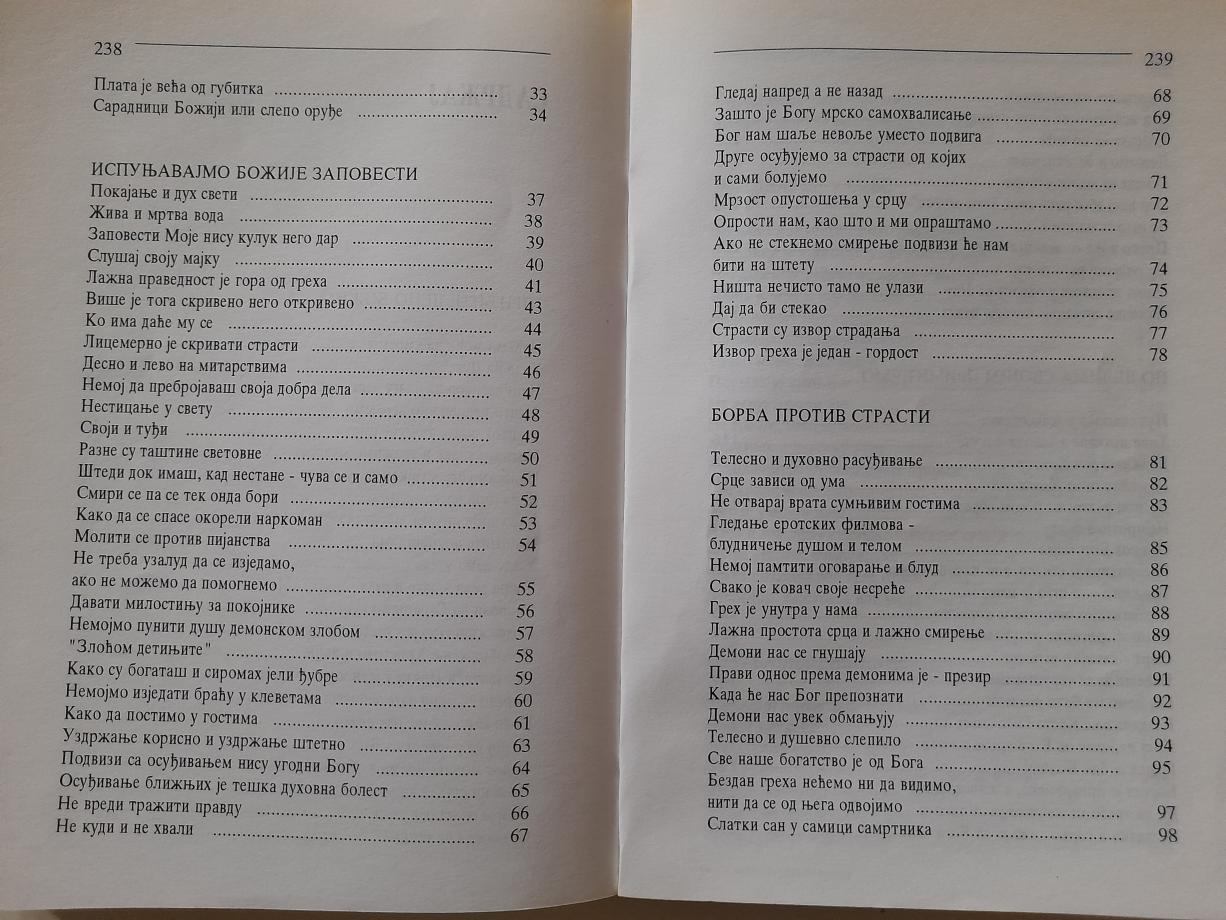 238
Плата је већа од губитка ........ 33
Сарадници Божији или слепо оруђе ........ 34
ИСПУЊАВАЈМО БОЖИЈЕ ЗАПОВЕСТИ
Покајање и дух свети ........ 37
Жива и мртва вода ........ 38
Заповести Моје нису кулук него дар ........ 39
Слушај своју мајку ........ 40
Лажна праведност је гора од греха ........ 41
Више је тога скривено него откривено ........ 43
Ко има даће му се ........ 44
Лицемерно је скривати страсти ........ 45
Десно и лево на митарствима ........ 46
Немој да пребројаваш своја добра дела ........ 47
Нестицање у свету ........ 48
Своји и туђи ........ 49
Разне су таштине световне ........ 50
Штеди док имаш, кад нестане - чува се и само ........ 51
Смири се па се тек онда бори ........ 52
Како да се спасе окорели наркоман ........ 53
Молити се против пијанства ........ 54
Не треба узалуд да се изједамо,
ако не можемо да помогнемо ........ 55
Давати милостињу за покојнике ........ 56
Немојмо пунити душу демонском злобом ........ 57
"Злоћом детињите" ........ 58
Како су богаташ и сиромах јели ђубре ........ 59
Немојмо изједати браћу у клеветама ........ 60
Како да постимо у гостима ........ 61
Уздржање корисно и уздржање штетно ........ 63
Подвизи са осуђивањем нису угодни Богу ........ 64
Осуђивање ближњих је тешка духовна болест ........ 65
Не вреди тражити правду ........ 66
Не куди и не хвали ........ 67
239
Гледај напред а не назад ........ 68
Зашто је Богу мрско самохвалисање ........ 69
Бог нам шаље невоље уместо подвига ........ 70
Друге осуђујемо за страсти од којих
и сами болујемо ........ 71
Мрзост опустошења у срцу ........ 72
Опрости нам, као што и ми опраштамо ........ 73
Ако не стекнемо смирење подвизи ће нам
бити на штету ........ 74
Ништа нечисто тамо не улази ........ 75
Дај да би стекао ........ 76
Страсти су извор страдања ........ 77
Извор греха је један - гордост ........ 78
БОРБА ПРОТИВ СТРАСТИ
Телесно и духовно расуђивање ........ 81
Срце зависи од ума ........ 82
Не отварај врата сумњивим гостима ........ 83
Гледање еротских филмова -
блудничење душом и телом ........ 85
Немој памтити оговарање и блуд ........ 86
Свако је ковач своје несреће ........ 87
Грех је унутра у нама ........ 88
Лажна простота срца и лажно смирење ........ 89
Демони нас се гнушају ........ 90
Прави однос према демонима је - презир ........ 91
Када ће нас Бог препознати ........ 92
Демони нас увек обмањују ........ 93
Телесно и душевно слепило ........ 94
Све наше богатство је од Бога ........ 95
Бездан греха нећемо ни да видимо,
нити да се од њега одвојимо ........ 97
Слатки сан у самици самртника ........ 98